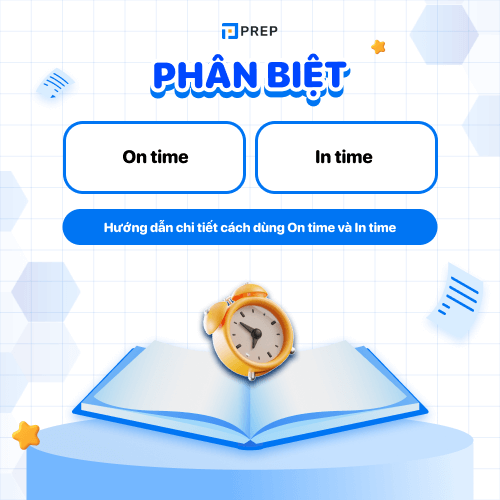 PREP
PHÂN BIỆT
On time
In time
Hướng dẫn chi tiết cách dùng On time và In time